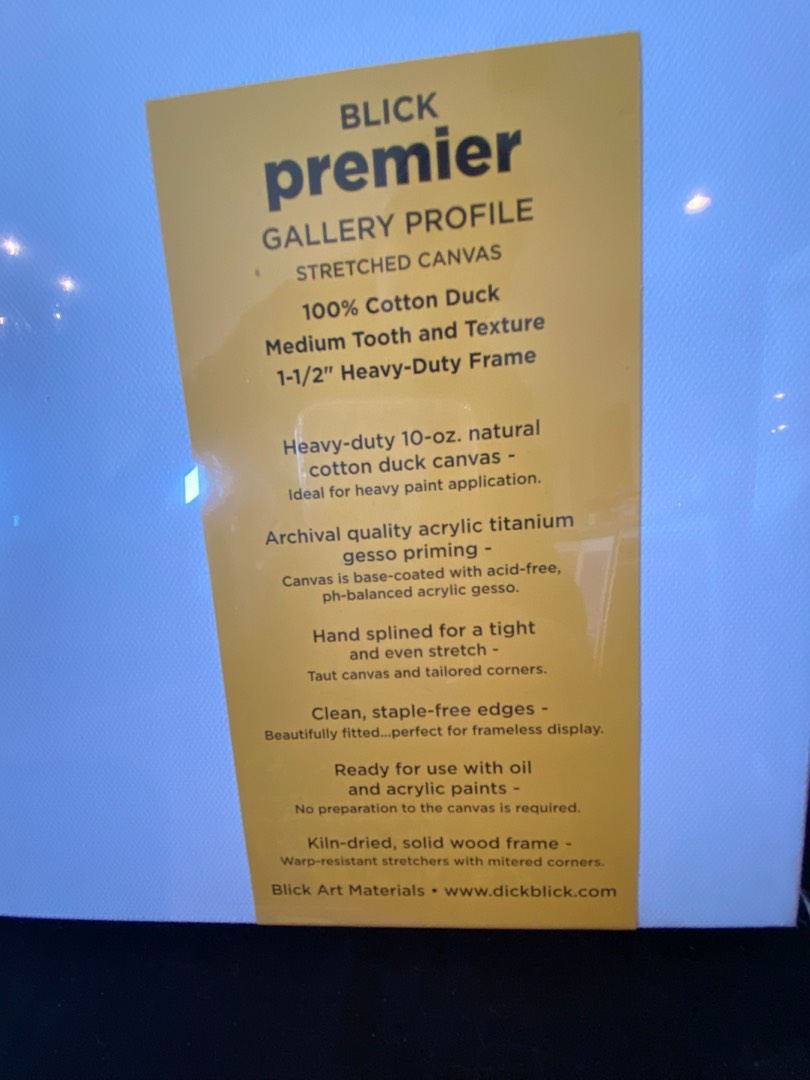 BLICK
premier
GALLERY PROFILE
STRETCHED CANVAS
100% Cotton Duck
Medium Tooth and Texture
1-1/2" Heavy-Duty Frame
Heavy-duty 10-oz. natural
cotton duck canvas -
Ideal for heavy paint application.
Archival quality acrylic titanium
gesso priming -
Canvas is base-coated with acid-free,
ph-balanced acrylic gesso.
Hand splined for a tight
and even stretch -
Taut canvas and tailored corners.
Clean, staple-free edges -
Beautifully fitted...perfect for frameless display.
Ready for use with oil
and acrylic paints -
No preparation to the canvas is required.
Kiln-dried, solid wood frame -
Warp-resistant stretchers with mitered corners.
Blick Art Materials • www.dickblick.com